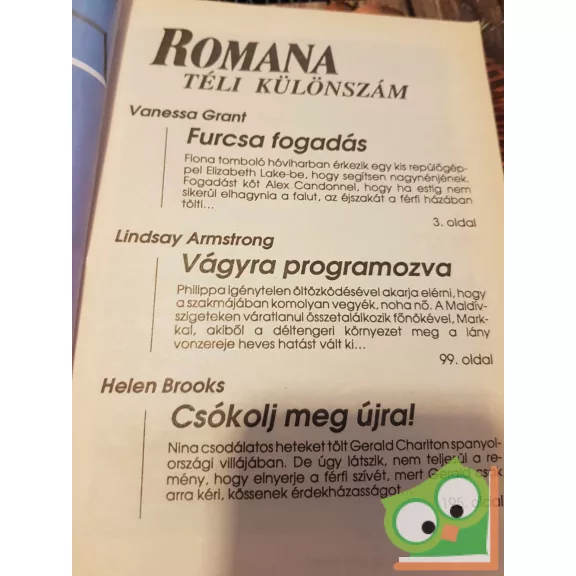 ROMANA
TÉLI KÜLÖNSZÁM
Vanessa Grant
Furcsa fogadás
Fiona tomboló hóviharban érkezik egy kis repülőgép-
pel Elizabeth Lake-be, hogy segítsen nagynénjének.
Fogadást köt Alex Candonnel, hogy ha estig nem
sikerül elhagynia a falut, az éjszakát a férfi házában
tölti...
3. oldal
Lindsay Armstrong
Vágyra programozva
Philippa igénytelen öltözködésével akarja elérni, hogy
a szakmájában komolyan vegyék, noha nő. A Maldív-
szigeteken váratlanul összetalálkozik főnökével, Mark-
kal, akiből a déltengeri környezet meg a lány
vonzereje heves hatást vált ki...
99. oldal
Helen Brooks
Csókolj meg újra!
Nina csodálatos heteket tölt Gerald Charlton spanyol-
országi villájában. De úgy látszik, nem teljerül a re-
mény, hogy elnyerje a férfi szívét, mert Gerald csak
arra kéri, kössenek érdekházasságot...
195. oldal